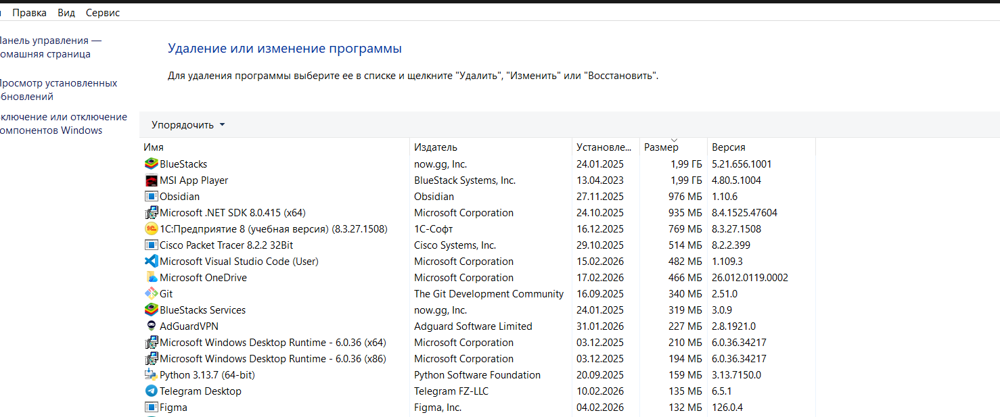 Правка Вид Сервис
Панель управления —
домашняя страница
Просмотр установленных
обновлений
Включение или отключение
компонентов Windows
Удаление или изменение программы
Для удаления программы выберите ее в списке и щелкните "Удалить", "Изменить" или "Восстановить".
Упорядочить
Имя Издатель Установле... Размер Версия
BlueStacks now.gg, Inc. 24.01.2025 1,99 ГБ 5.21.656.1001
MSI App Player BlueStack Systems, Inc. 13.04.2023 1,99 ГБ 4.80.5.1004
Obsidian Obsidian 27.11.2025 976 МБ 1.10.6
Microsoft .NET SDK 8.0.415 (x64) Microsoft Corporation 24.10.2025 935 МБ 8.4.1525.47604
1С:Предприятие 8 (учебная версия) (8.3.27.1508) 1С-Софт 16.12.2025 769 МБ 8.3.27.1508
Cisco Packet Tracer 8.2.2 32Bit Cisco Systems, Inc. 29.10.2025 514 МБ 8.2.2.399
Microsoft Visual Studio Code (User) Microsoft Corporation 15.02.2026 482 МБ 1.109.3
Microsoft OneDrive Microsoft Corporation 17.02.2026 466 МБ 26.012.0119.0002
Git The Git Development Community 16.09.2025 340 МБ 2.51.0
BlueStacks Services now.gg, Inc. 24.01.2025 319 МБ 3.0.9
AdGuardVPN Adguard Software Limited 31.01.2026 227 МБ 2.8.1921.0
Microsoft Windows Desktop Runtime - 6.0.36 (x64) Microsoft Corporation 03.12.2025 210 МБ 6.0.36.34217
Microsoft Windows Desktop Runtime - 6.0.36 (x86) Microsoft Corporation 03.12.2025 194 МБ 6.0.36.34217
Python 3.13.7 (64-bit) Python Software Foundation 20.09.2025 159 МБ 3.13.7150.0
Telegram Desktop Telegram FZ-LLC 10.02.2026 135 МБ 6.5.1
Figma Figma, Inc. 04.02.2026 132 МБ 126.0.4